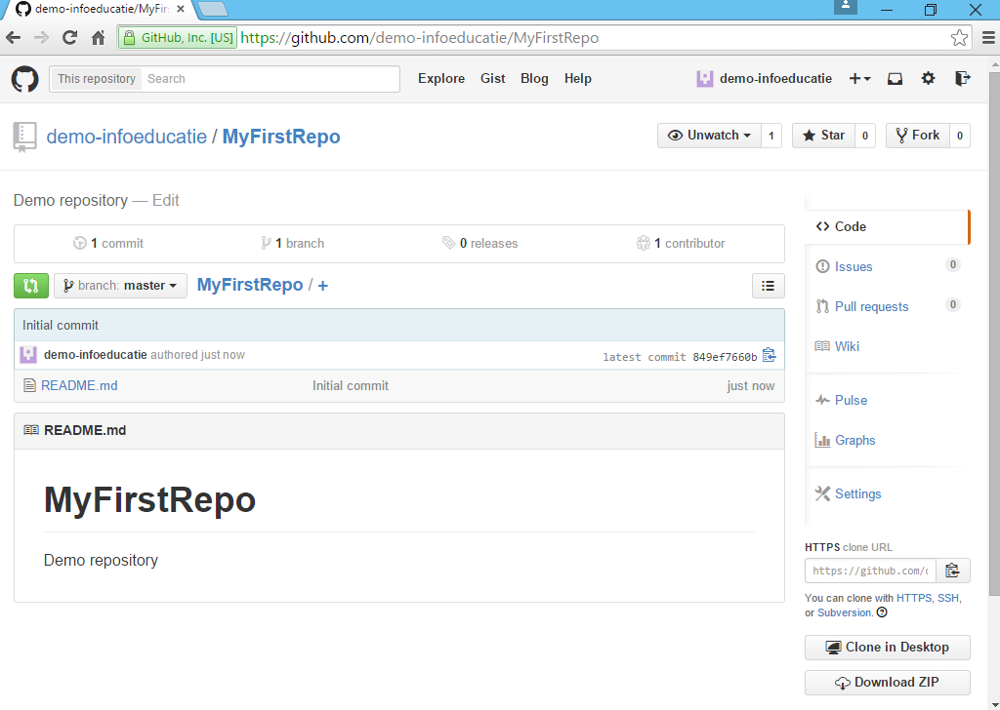 demo-infoeducatie/MyFirs
GitHub, Inc. [US] https://github.com/demo-infoeducatie/MyFirstRepo
This repository Search Explore Gist Blog Help demo-infoeducatie
demo-infoeducatie / MyFirstRepo
Unwatch 1 Star 0 Fork 0
Demo repository — Edit
1 commit 1 branch 0 releases 1 contributor
branch: master MyFirstRepo / +
Initial commit
demo-infoeducatie authored just now latest commit 849ef7660b
README.md Initial commit just now
README.md
MyFirstRepo
Demo repository
Code
Issues 0
Pull requests 0
Wiki
Pulse
Graphs
Settings
HTTPS clone URL
https://github.com/
You can clone with HTTPS, SSH,
or Subversion.
Clone in Desktop
Download ZIP